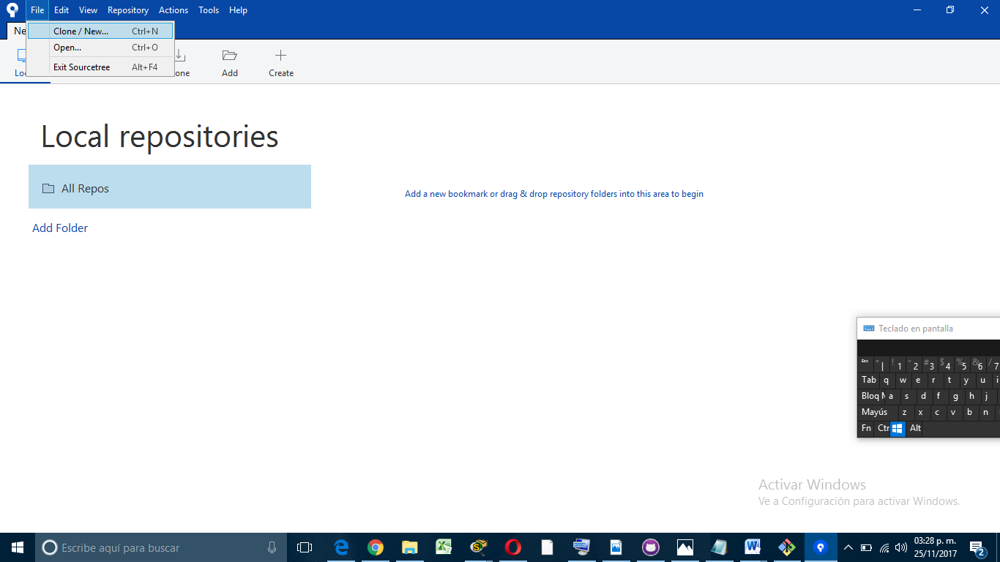 File Edit View Repository Actions Tools Help
Ne
Clone / New... Ctrl+N
Open... Ctrl+O
Exit Sourcetree Alt+F4
Loc
one
Add
Create
Local repositories
All Repos
Add a new bookmark or drag & drop repository folders into this area to begin
Add Folder
Teclado en pantalla
Esc ° | ! 1 " 2 # 3 $ 4 % 5 & 6 / 7
Tab q w e r t y u i
Bloq M a s d f g h j
Mayús z x c v b n
Fn Ctr Alt
Activar Windows
Ve a Configuración para activar Windows.
Escribe aquí para buscar
03:28 p. m.
25/11/2017
2